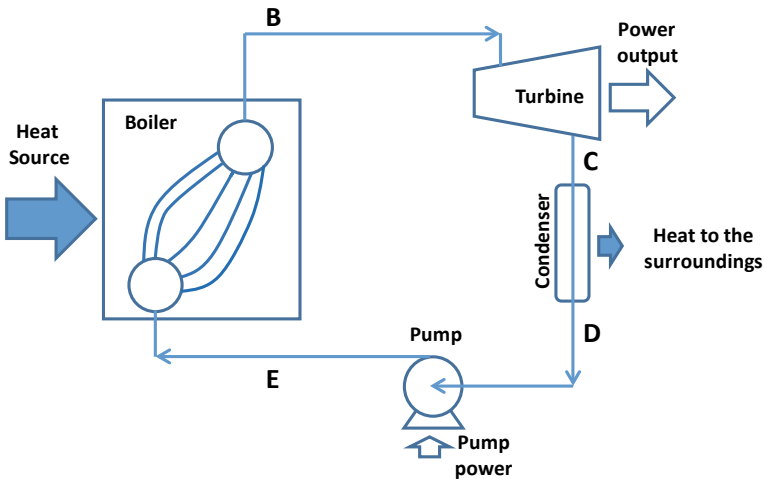 B
Power
output
Boiler
Turbine
Heat
Source
C
Condenser
Heat to the
surroundings
D
Pump
E
Pump
power